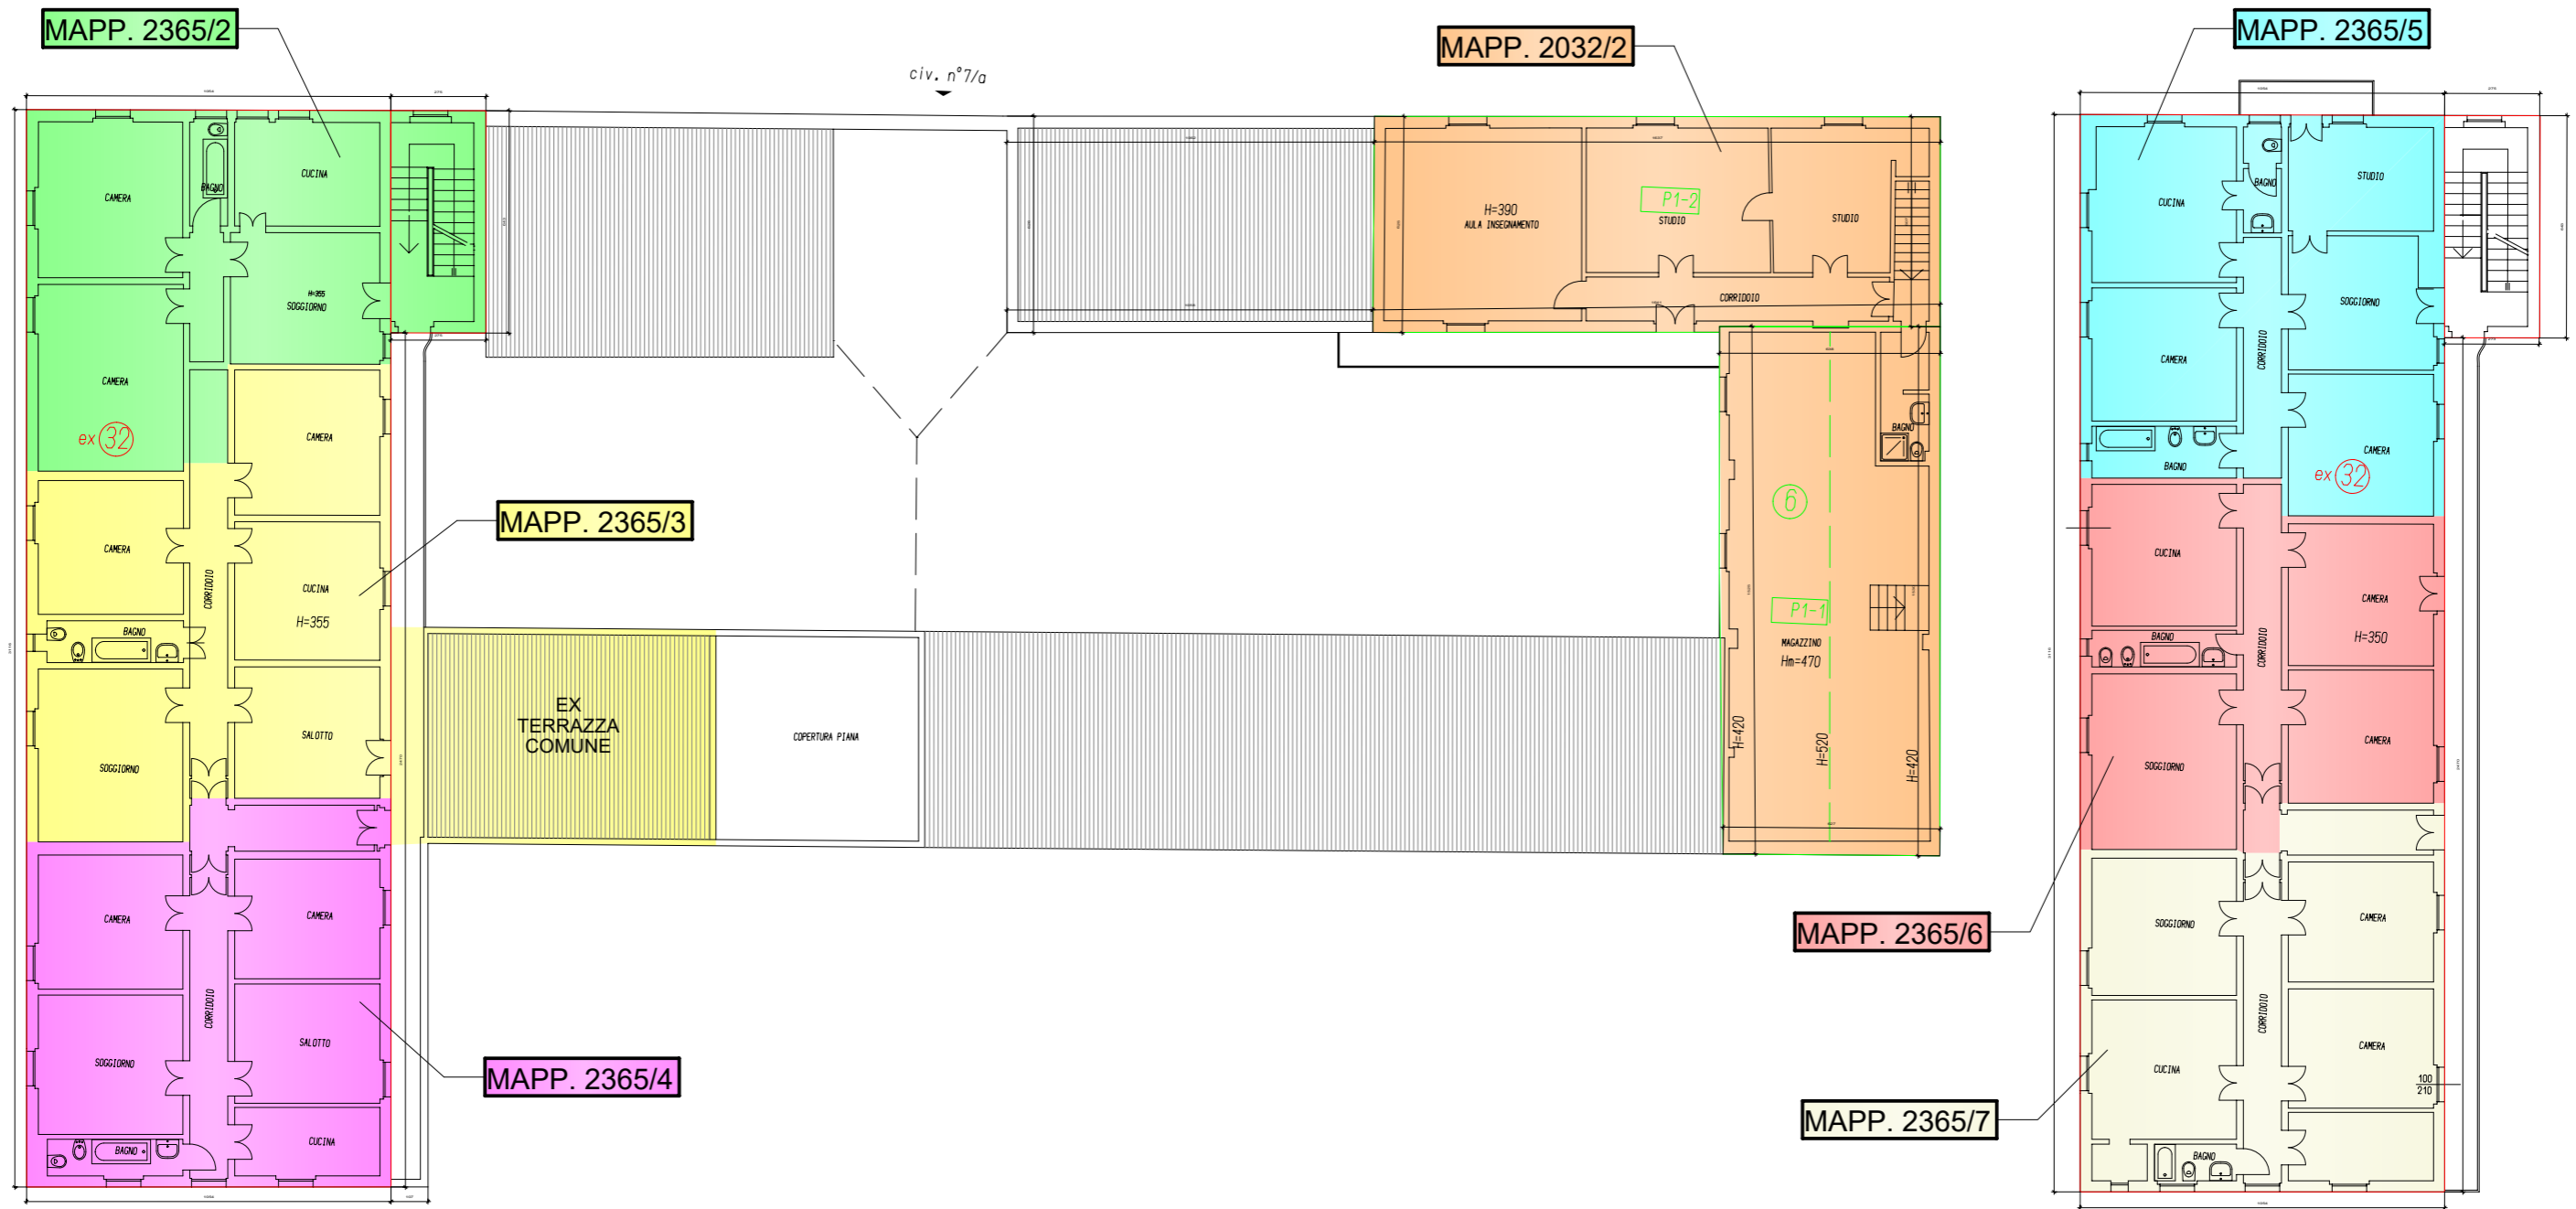 MAPP. 2365/2
MAPP. 2032/2
MAPP. 2365/5
civ. n°7/a
CAMERA
BAGNO
CUCINA
H=355
SOGGIORNO
CAMERA
ex 32
CAMERA
CAMERA
CORRIDOIO
CUCINA
H=355
BAGNO
SOGGIORNO
SALOTTO
MAPP. 2365/3
EX
TERRAZZA
COMUNE
COPERTURA PIANA
CAMERA
CAMERA
CORRIDOIO
SOGGIORNO
SALOTTO
BAGNO
CUCINA
MAPP. 2365/4
H=390
AULA INSEGNAMENTO
P1-2
STUDIO
STUDIO
CORRIDOIO
BAGNO
6
P1-1
MAGAZZINO
Hm=470
H=420
H=520
H=420
CUCINA
BAGNO
STUDIO
SOGGIORNO
CAMERA
CORRIDOIO
BAGNO
CAMERA
ex 32
CUCINA
CAMERA
H=350
BAGNO
CORRIDOIO
SOGGIORNO
CAMERA
MAPP. 2365/6
SOGGIORNO
CAMERA
CORRIDOIO
CAMERA
CUCINA
100
210
BAGNO
MAPP. 2365/7